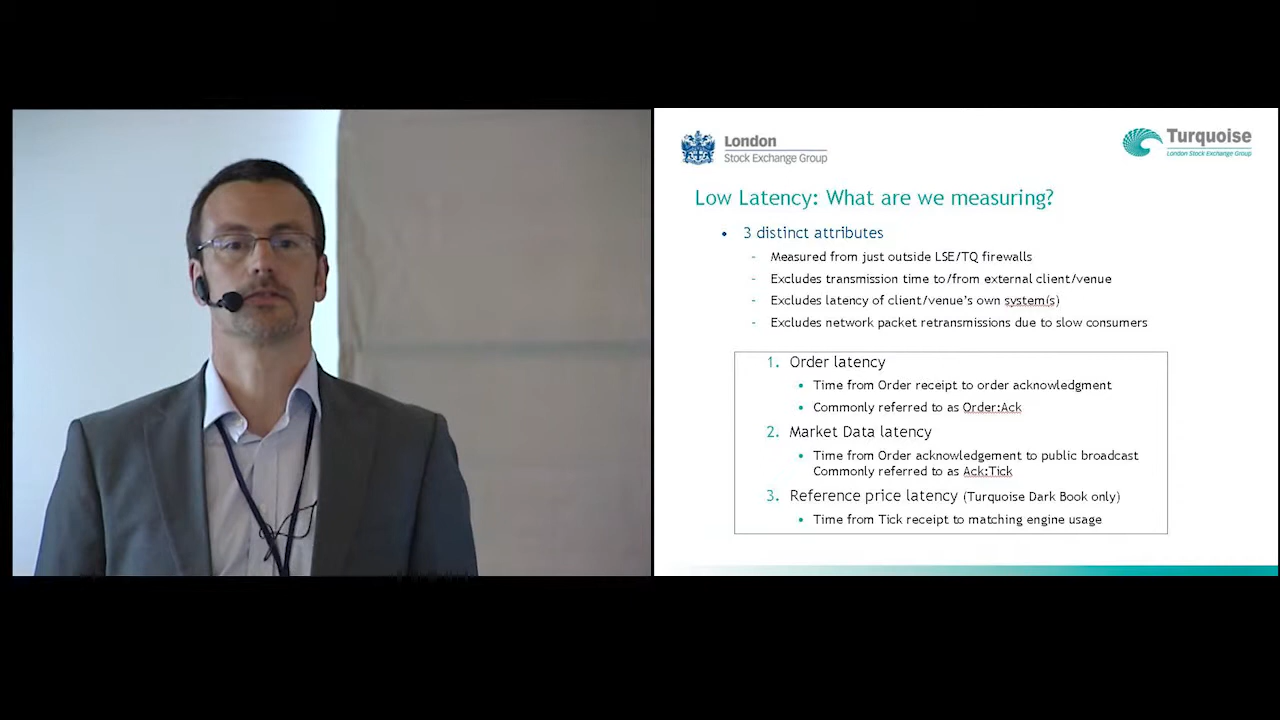 London
Stock Exchange Group
Turquoise
London Stock Exchange Group
Low Latency: What are we measuring?
• 3 distinct attributes
- Measured from just outside LSE/TQ firewalls
- Excludes transmission time to/from external client/venue
- Excludes latency of client/venue's own system(s)
- Excludes network packet retransmissions due to slow consumers
1. Order latency
• Time from Order receipt to order acknowledgment
• Commonly referred to as Order:Ack
2. Market Data latency
• Time from Order acknowledgement to public broadcast
Commonly referred to as Ack:Tick
3. Reference price latency (Turquoise Dark Book only)
• Time from Tick receipt to matching engine usage